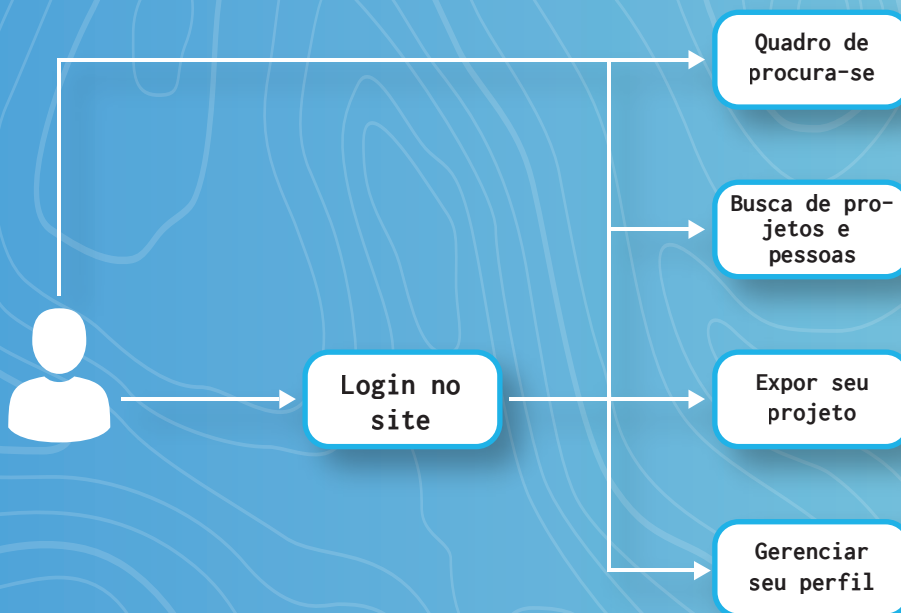 Quadro de
procura-se
Busca de pro-
jetos e
pessoas
Login no
site
Expor seu
projeto
Gerenciar
seu perfil